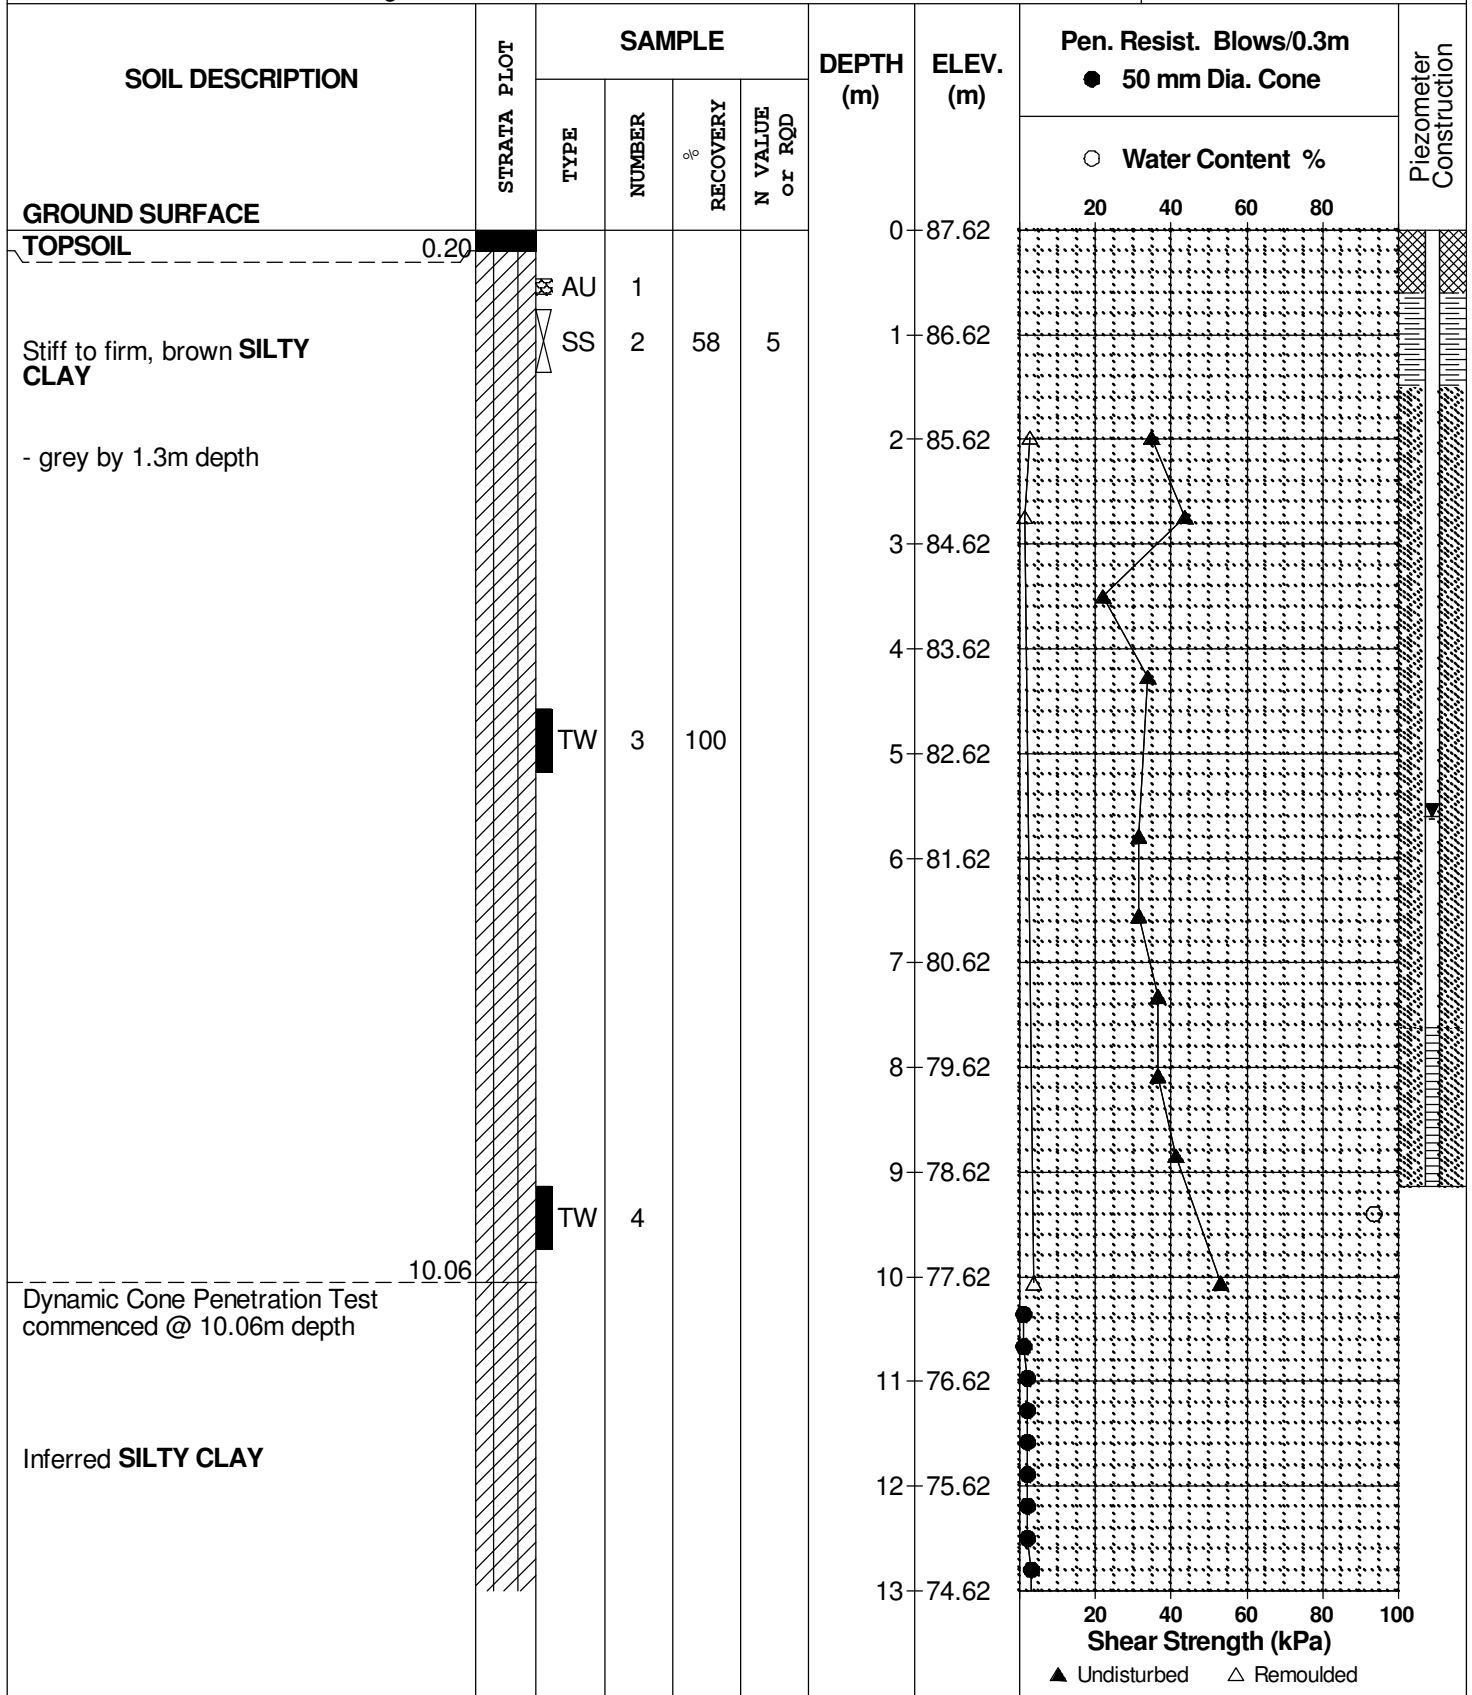 SOIL DESCRIPTION
STRATA PLOT
SAMPLE
TYPE
NUMBER
% RECOVERY
N VALUE or RQD
DEPTH (m)
ELEV. (m)
Pen. Resist. Blows/0.3m
● 50 mm Dia. Cone
○ Water Content %
Piezometer Construction
20 40 60 80
GROUND SURFACE
0 87.62
TOPSOIL 0.20
AU 1
Stiff to firm, brown SILTY
CLAY
SS 2 58 5
1 86.62
- grey by 1.3m depth
2 85.62
3 84.62
4 83.62
TW 3 100
5 82.62
6 81.62
7 80.62
8 79.62
9 78.62
TW 4
10.06
10 77.62
Dynamic Cone Penetration Test
commenced @ 10.06m depth
11 76.62
Inferred SILTY CLAY
12 75.62
13 74.62
20 40 60 80 100
Shear Strength (kPa)
▲ Undisturbed △ Remoulded